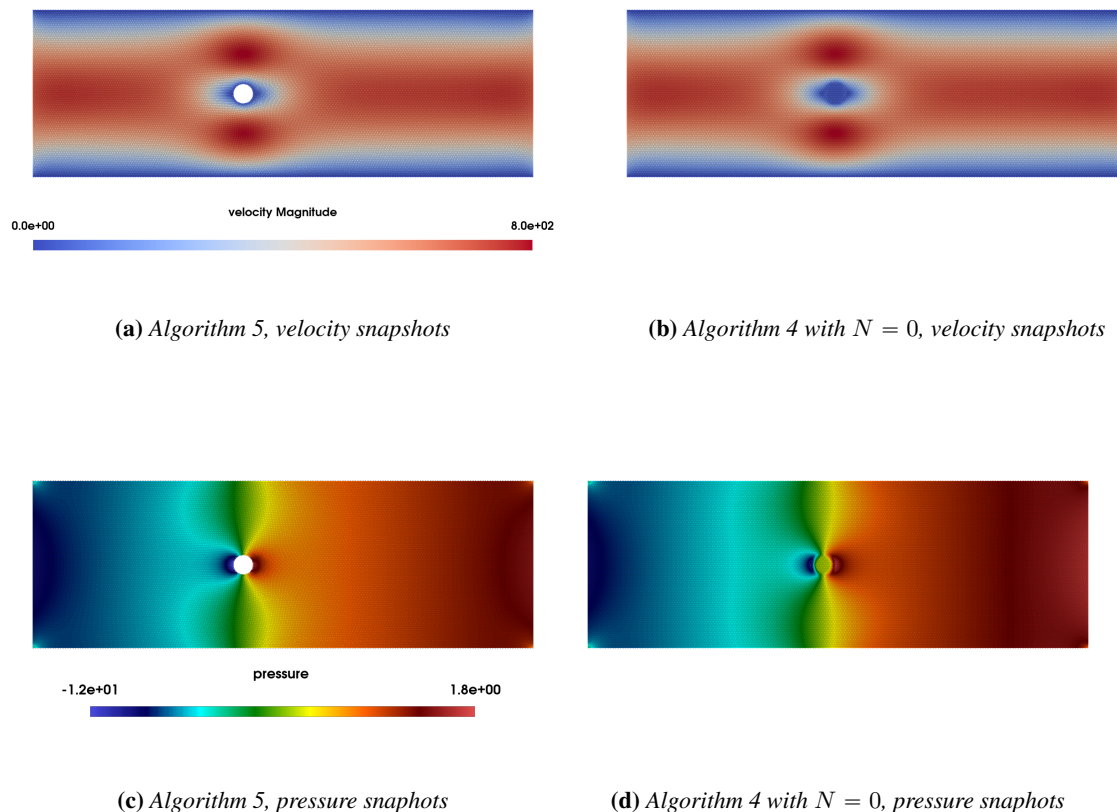 velocity Magnitude
0.0e+00 8.0e+02
(a) Algorithm 5, velocity snapshots
(b) Algorithm 4 with N = 0, velocity snapshots
pressure
-1.2e+01 1.8e+00
(c) Algorithm 5, pressure snaphots
(d) Algorithm 4 with N = 0, pressure snaphots